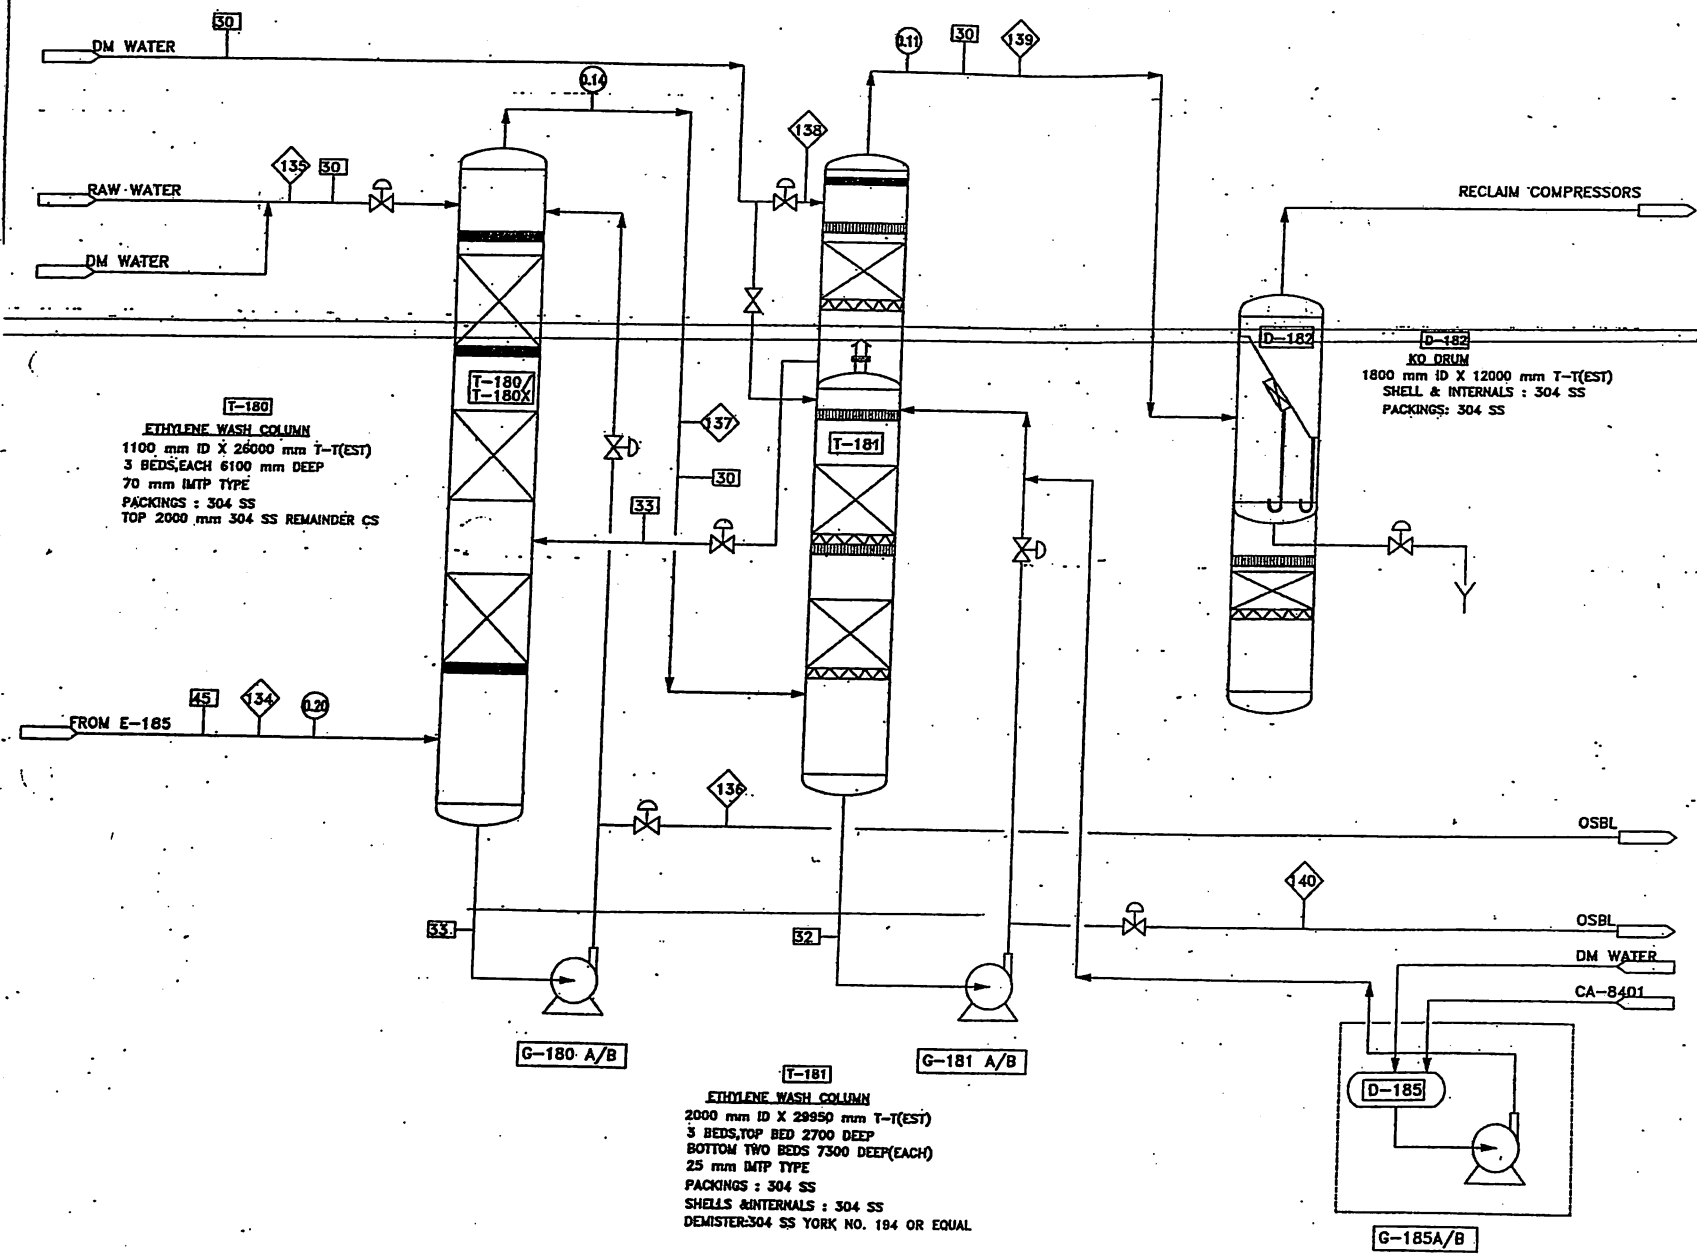 30
DM WATER
0.11
30
139
0.14
138
135
30
RAW WATER
DM WATER
RECLAIM COMPRESSORS
D-182
D-182
KO DRUM
1800 mm ID X 12000 mm T-T(EST)
SHELL & INTERNALS : 304 SS
PACKINGS: 304 SS
T-180/
T-180X
T-180
ETHYLENE WASH COLUMN
1100 mm ID X 26000 mm T-T(EST)
3 BEDS,EACH 6100 mm DEEP
70 mm IMTP TYPE
PACKINGS : 304 SS
TOP 2000 mm 304 SS REMAINDER CS
137
T-181
30
33
45
134
0.20
FROM E-185
136
OSBL
140
33
32
OSBL
DM WATER
CA-8401
G-180 A/B
G-181 A/B
D-185
G-185A/B
T-181
ETHYLENE WASH COLUMN
2000 mm ID X 29950 mm T-T(EST)
3 BEDS,TOP BED 2700 DEEP
BOTTOM TWO BEDS 7300 DEEP(EACH)
25 mm IMTP TYPE
PACKINGS : 304 SS
SHELLS &INTERNALS : 304 SS
DEMISTER:304 SS YORK NO. 194 OR EQUAL